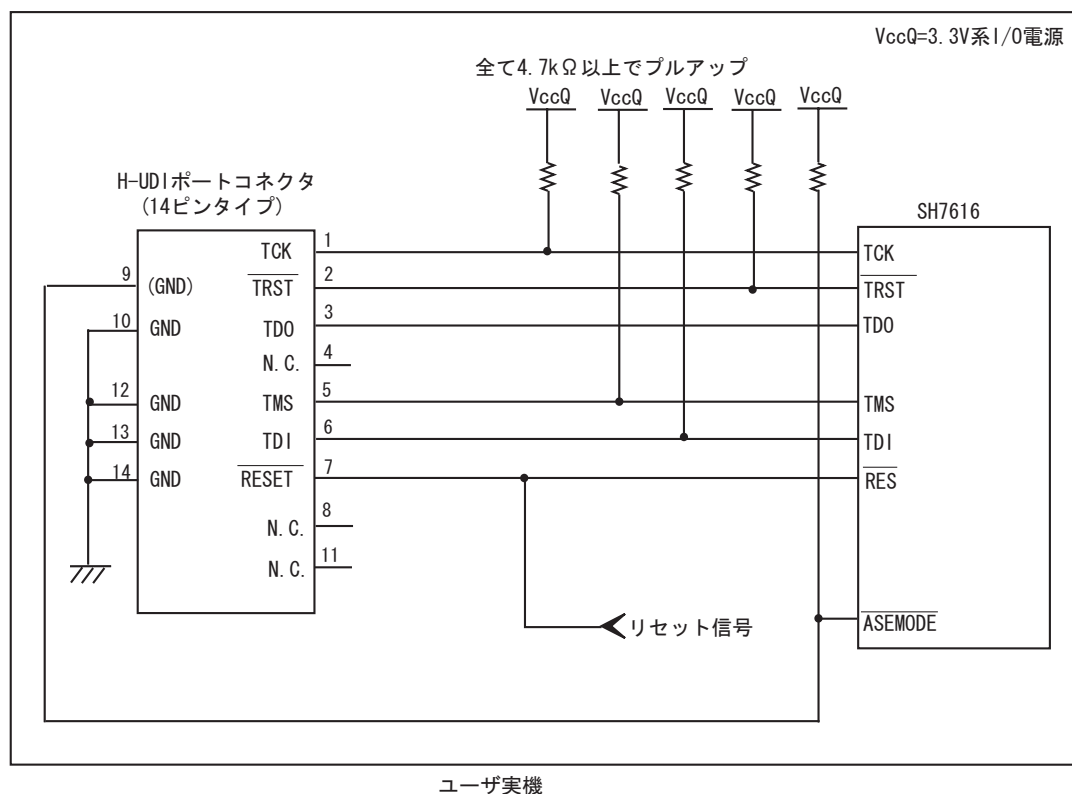 VccQ=3.3V系I/O電源
全て4.7kΩ以上でプルアップ
VccQ VccQ VccQ VccQ VccQ
H-UDIポートコネクタ
(14ピンタイプ)
SH7616
TCK 1 TCK
9 (GND) TRST 2 TRST
10 GND TDO 3 TDO
N.C. 4
12 GND TMS 5 TMS
13 GND TDI 6 TDI
14 GND RESET 7 RES
N.C. 8
N.C. 11
リセット信号 ASEMODE
ユーザ実機